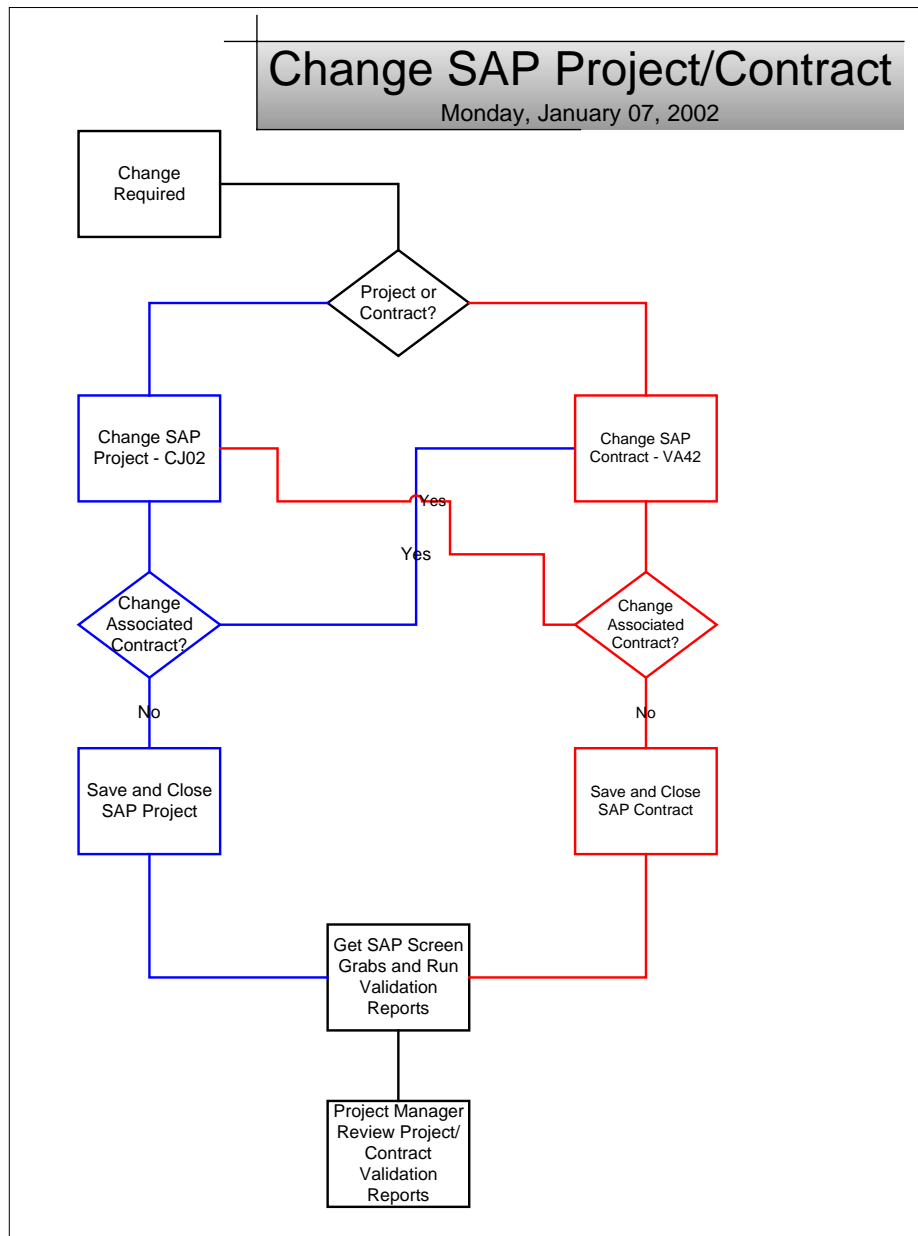 Change SAP Project/Contract
Monday, January 07, 2002
Change
Required
Project or
Contract?
Change SAP
Project - CJ02
Change SAP
Contract - VA42
Yes
Yes
Change
Associated
Contract?
Change
Associated
Contract?
No
No
Save and Close
SAP Project
Save and Close
SAP Contract
Get SAP Screen
Grabs and Run
Validation
Reports
Project Manager
Review Project/
Contract
Validation
Reports